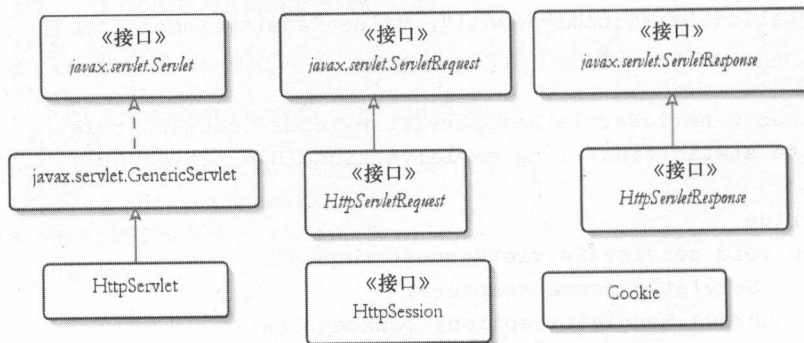 《接口》
javax.servlet.Servlet
《接口》
javax.servlet.ServletRequest
《接口》
javax.servlet.ServletResponse
javax.servlet.GenericServlet
《接口》
HttpServletRequest
《接口》
HttpServletResponse
HttpServlet
《接口》
HttpSession
Cookie